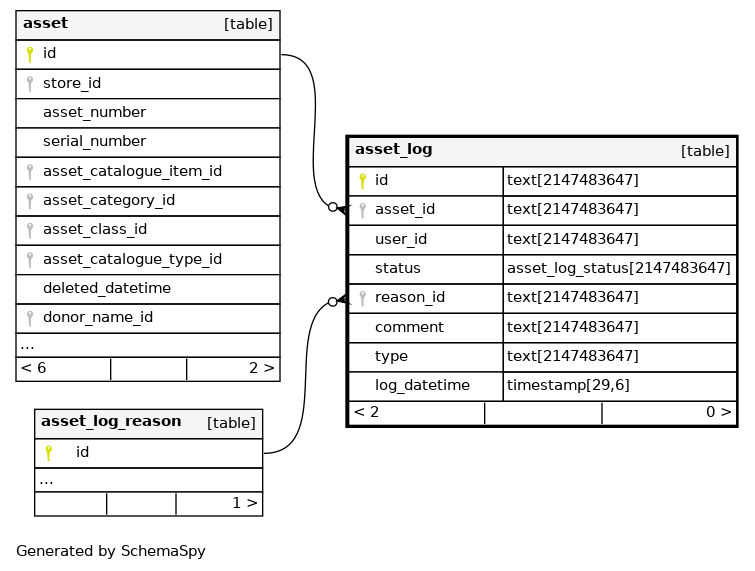 asset [table]
id
store_id
asset_number
serial_number
asset_catalogue_item_id
asset_category_id
asset_class_id
asset_catalogue_type_id
deleted_datetime
donor_name_id
...
< 6 2 >
asset_log [table]
id text[2147483647]
asset_id text[2147483647]
user_id text[2147483647]
status asset_log_status[2147483647]
reason_id text[2147483647]
comment text[2147483647]
type text[2147483647]
log_datetime timestamp[29,6]
< 2 0 >
asset_log_reason [table]
id
...
1 >
Generated by SchemaSpy